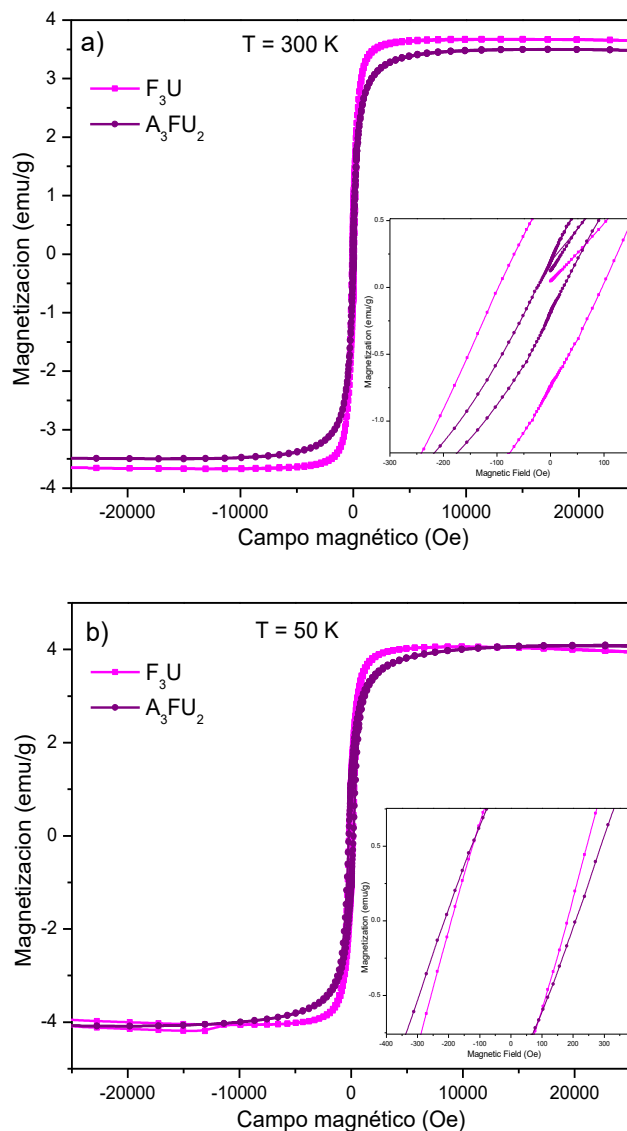 a)
T = 300 K
F₃U
A₃FU₂
Magnetizacion (emu/g)
4
3
2
1
0
-1
-2
-3
-4
-20000 -10000 0 10000 20000
Campo magnético (Oe)
Magnetization (emu/g)
0.5
0.0
-0.5
-1.0
-300 -200 -100 0 100
Magnetic Field (Oe)
b)
T = 50 K
F₃U
A₃FU₂
Magnetizacion (emu/g)
4
2
0
-2
-4
-20000 -10000 0 10000 20000
Campo magnético (Oe)
Magnetization (emu/g)
0.5
0.0
-0.5
-400 -300 -200 -100 0 100 200 300
Magnetic Field (Oe)